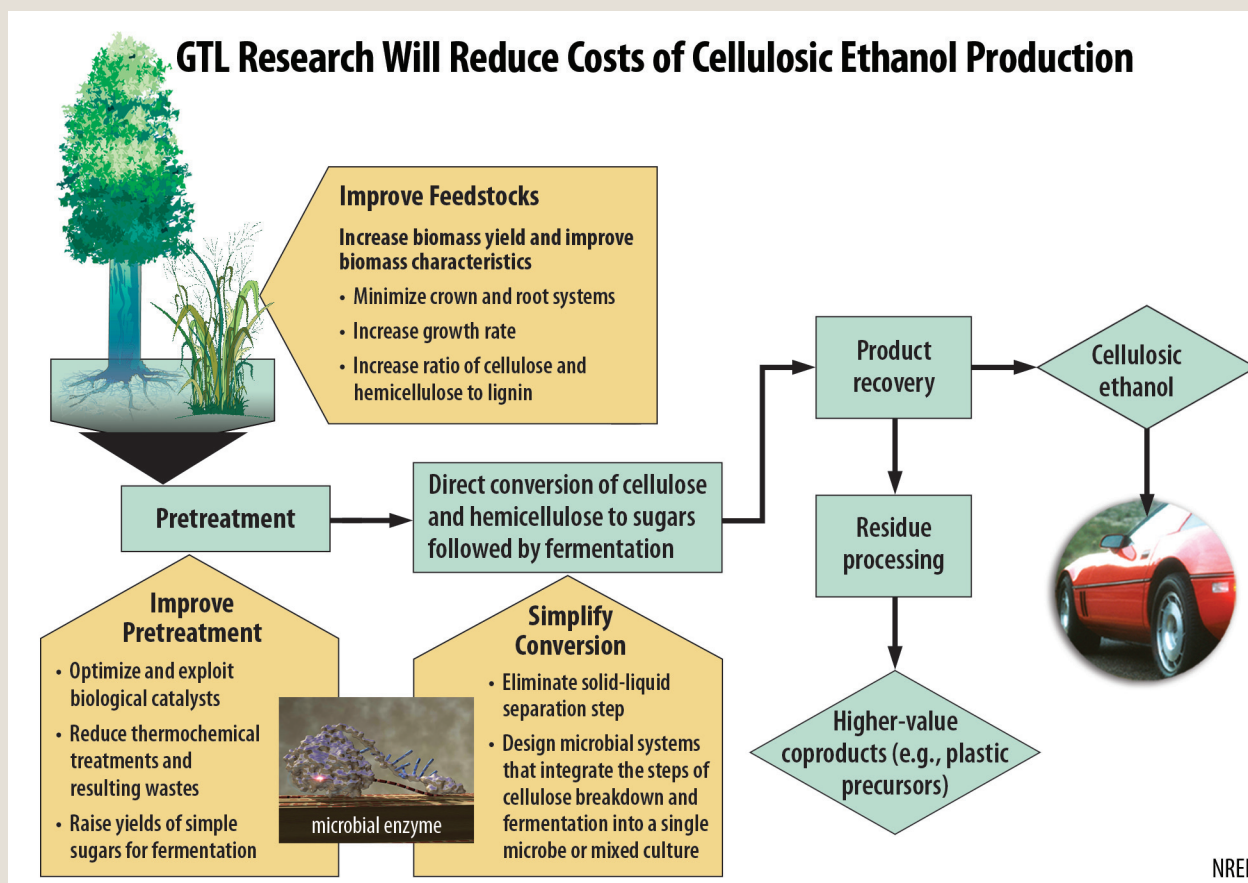 GTL Research Will Reduce Costs of Cellulosic Ethanol Production
Improve Feedstocks
Increase biomass yield and improve
biomass characteristics
• Minimize crown and root systems
• Increase growth rate
• Increase ratio of cellulose and
hemicellulose to lignin
Pretreatment
Direct conversion of cellulose
and hemicellulose to sugars
followed by fermentation
Product
recovery
Cellulosic
ethanol
Residue
processing
Higher-value
coproducts (e.g., plastic
precursors)
Improve
Pretreatment
• Optimize and exploit
biological catalysts
• Reduce thermochemical
treatments and
resulting wastes
• Raise yields of simple
sugars for fermentation
microbial enzyme
Simplify
Conversion
• Eliminate solid-liquid
separation step
• Design microbial systems
that integrate the steps of
cellulose breakdown and
fermentation into a single
microbe or mixed culture